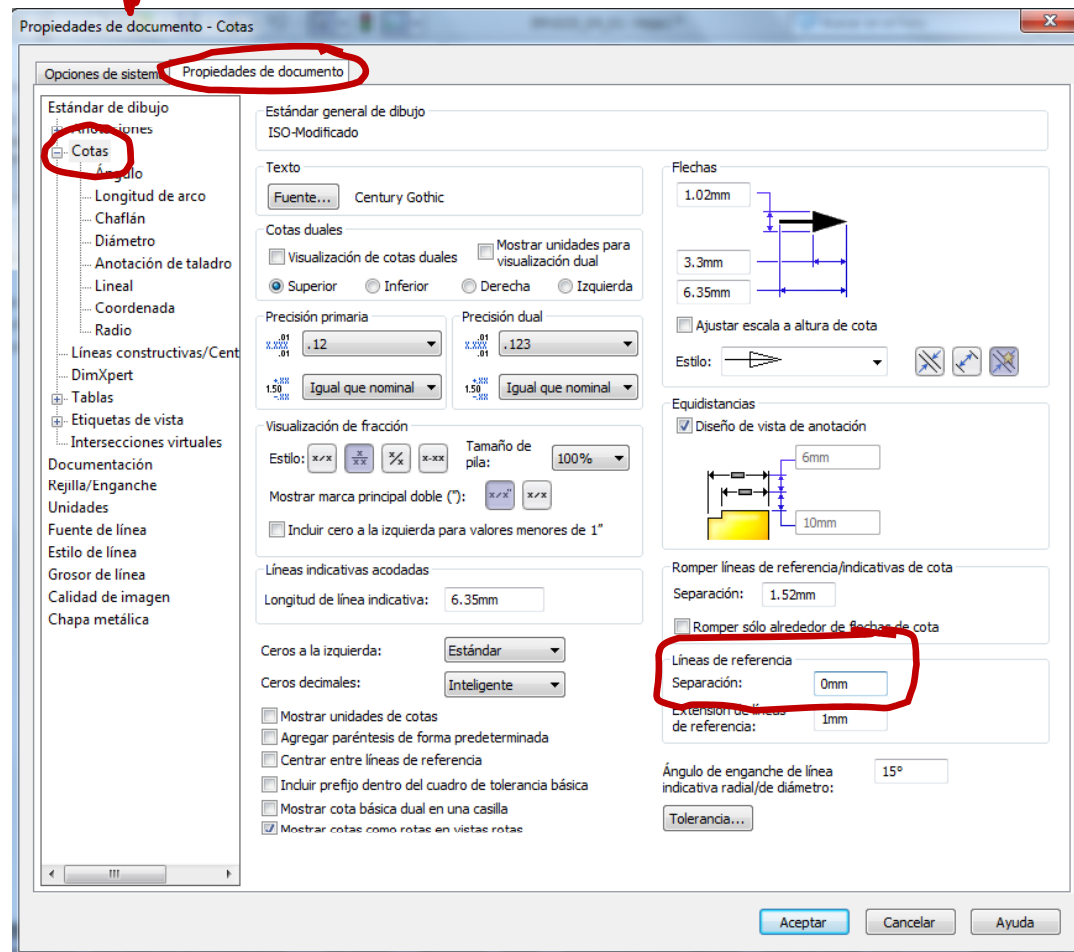 Propiedades de documento - Cotas
Opciones de sistema
Propiedades de documento
Estándar de dibujo
Anotaciones
Cotas
Ángulo
Longitud de arco
Chaflán
Diámetro
Anotación de taladro
Lineal
Coordenada
Radio
Líneas constructivas/Cent
DimXpert
Tablas
Etiquetas de vista
Intersecciones virtuales
Documentación
Rejilla/Enganche
Unidades
Fuente de línea
Estilo de línea
Grosor de línea
Calidad de imagen
Chapa metálica
Estándar general de dibujo
ISO-Modificado
Texto
Fuente... Century Gothic
Cotas duales
Visualización de cotas duales
Mostrar unidades para
visualización dual
Superior Inferior Derecha Izquierda
Precisión primaria
.12
Igual que nominal
Precisión dual
.123
Igual que nominal
Visualización de fracción
Estilo:
Tamaño de
pila:
100%
Mostrar marca principal doble ("):
Incluir cero a la izquierda para valores menores de 1"
Líneas indicativas acodadas
Longitud de línea indicativa: 6.35mm
Ceros a la izquierda: Estándar
Ceros decimales: Inteligente
Mostrar unidades de cotas
Agregar paréntesis de forma predeterminada
Centrar entre líneas de referencia
Incluir prefijo dentro del cuadro de tolerancia básica
Mostrar cota básica dual en una casilla
Mostrar cotas como rotas en vistas rotas
Flechas
1.02mm
3.3mm
6.35mm
Ajustar escala a altura de cota
Estilo:
Equidistancias
Diseño de vista de anotación
6mm
10mm
Romper líneas de referencia/indicativas de cota
Separación: 1.52mm
Romper sólo alrededor de flechas de cota
Líneas de referencia
Separación: 0mm
Extensión de líneas
de referencia:
1mm
Ángulo de enganche de línea
indicativa radial/de diámetro:
15°
Tolerancia...
Aceptar Cancelar Ayuda